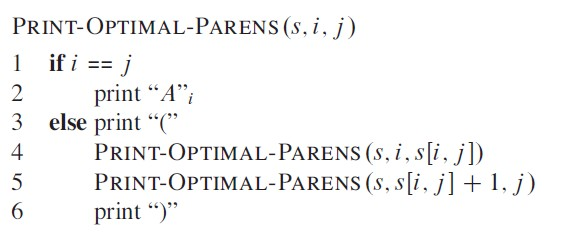 PRINT-OPTIMAL-PARENS(s, i, j)
1 if i == j
2 print “A”i
3 else print “(”
4 PRINT-OPTIMAL-PARENS(s, i, s[i, j])
5 PRINT-OPTIMAL-PARENS(s, s[i, j] + 1, j)
6 print “)”